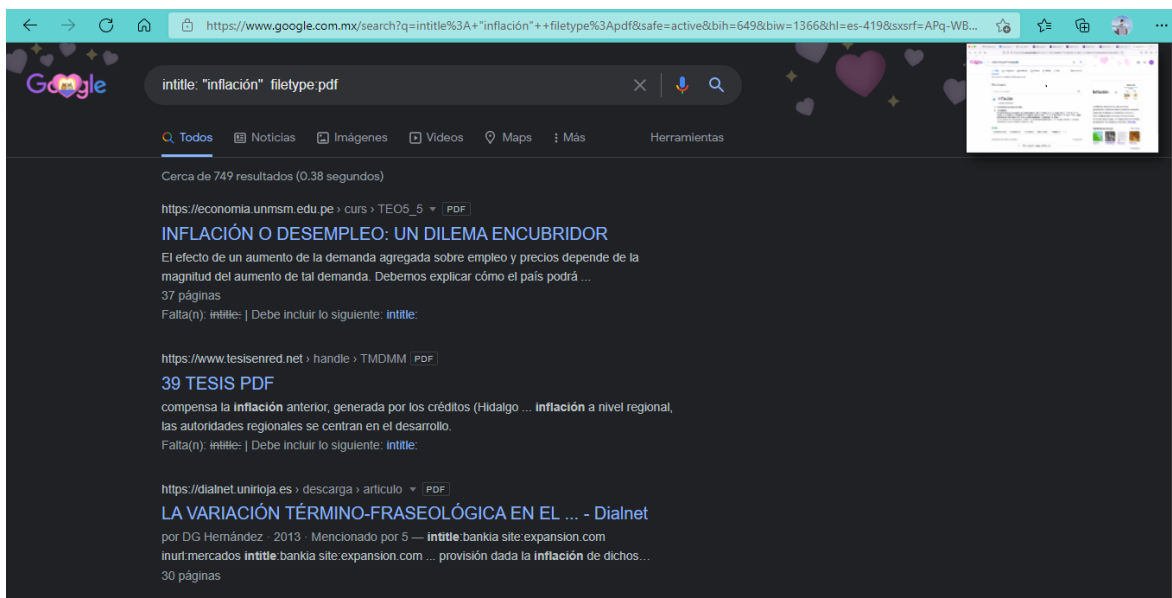 https://www.google.com.mx/search?q=intitle%3A+"inflación"++filetype%3Apdf&safe=active&bih=649&biw=1366&hl=es-419&sxsrf=APq-WB...
Google
intitle: "inflación"  filetype:pdf
Todos Noticias Imágenes Videos Maps Más Herramientas
Cerca de 749 resultados (0.38 segundos)
https://economia.unmsm.edu.pe › curs › TEO5_5 PDF
INFLACIÓN O DESEMPLEO: UN DILEMA ENCUBRIDOR
El efecto de un aumento de la demanda agregada sobre empleo y precios depende de la
magnitud del aumento de tal demanda. Debemos explicar cómo el país podrá ...
37 páginas
Falta(n): intitle: | Debe incluir lo siguiente: intitle:
https://www.tesisenred.net › handle › TMDMM PDF
39 TESIS PDF
compensa la inflación anterior, generada por los créditos (Hidalgo ... inflación a nivel regional,
las autoridades regionales se centran en el desarrollo.
Falta(n): intitle: | Debe incluir lo siguiente: intitle:
https://dialnet.unirioja.es › descarga › articulo PDF
LA VARIACIÓN TÉRMINO-FRASEOLÓGICA EN EL ... - Dialnet
por DG Hernández · 2013 · Mencionado por 5 — intitle:bankia site:expansion.com
inurl:mercados intitle:bankia site:expansion.com ... provisión dada la inflación de dichos...
30 páginas